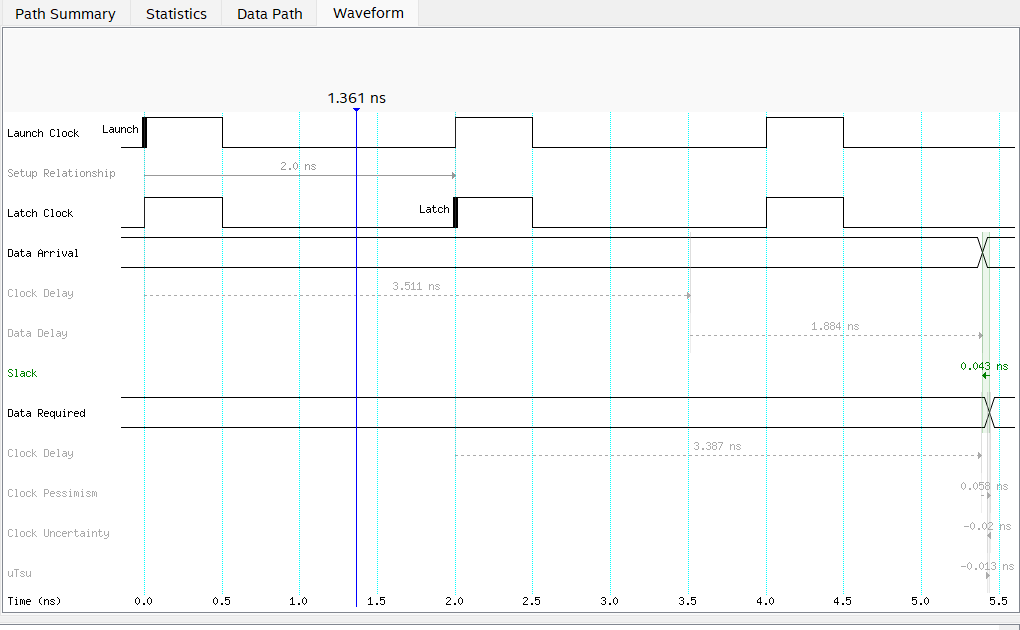 Path Summary Statistics Data Path Waveform
1.361 ns
Launch Clock Launch
Setup Relationship 2.0 ns
Latch Clock Latch
Data Arrival
Clock Delay 3.511 ns
Data Delay 1.884 ns
Slack 0.043 ns
Data Required
Clock Delay 3.387 ns
Clock Pessimism 0.058 ns
Clock Uncertainty -0.02 ns
uTsu -0.013 ns
Time (ns) 0.0 0.5 1.0 1.5 2.0 2.5 3.0 3.5 4.0 4.5 5.0 5.5